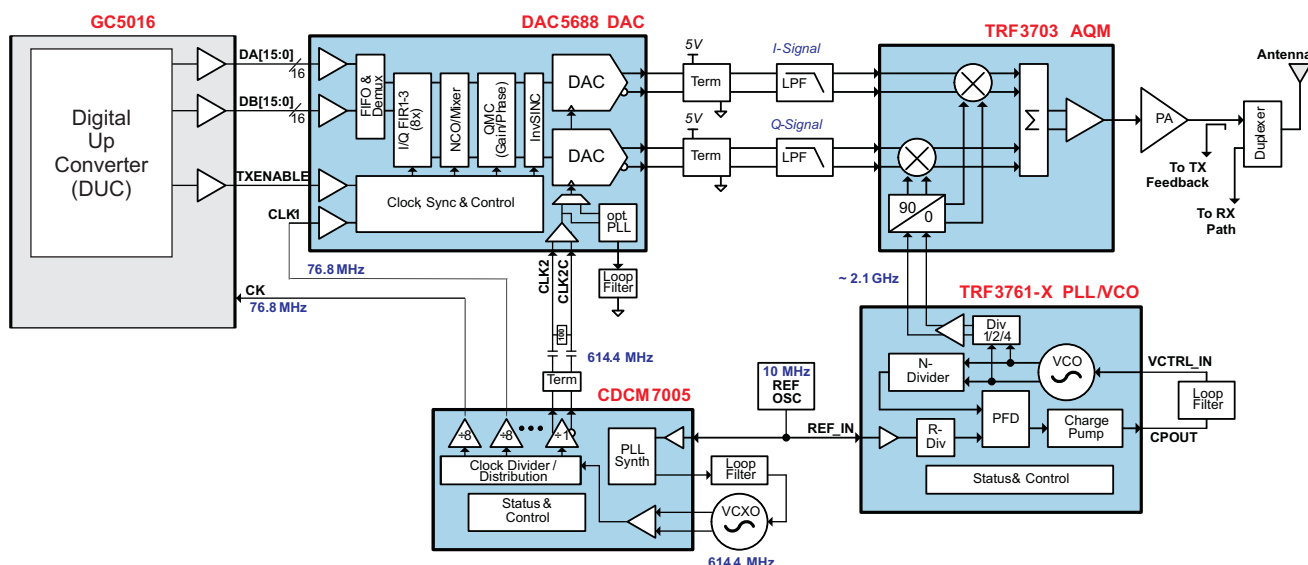 GC5016
DAC5688 DAC
TRF3703 AQM
Digital
Up
Converter
(DUC)
DA[15:0]
16
DB[15:0]
16
TXENABLE
CLK1
76.8 MHz
CK
76.8 MHz
FIFO &
Demux
I/Q FIR1-3
(8x)
NCO/Mixer
QMC
(Gain/Phase)
InvSINC
DAC
DAC
Clock, Sync & Control
opt.
PLL
Loop
Filter
CLK2
CLK2C
100
614.4 MHz
Term
5V
Term
I-Signal
LPF
5V
Term
Q-Signal
LPF
90
0
Σ
PA
Antenna
Duplexer
To TX
Feedback
To RX
Path
~ 2.1 GHz
TRF3761-X PLL/VCO
Div
1/2/4
N-
Divider
VCO
VCTRL_IN
Loop
Filter
CPOUT
PFD
Charge
Pump
R-
Div
REF_IN
Status & Control
10 MHz
REF
OSC
CDCM7005
÷8
÷8
÷1
Clock Divider /
Distribution
PLL
Synth
Loop
Filter
Status &
Control
VCXO
614.4 MHz